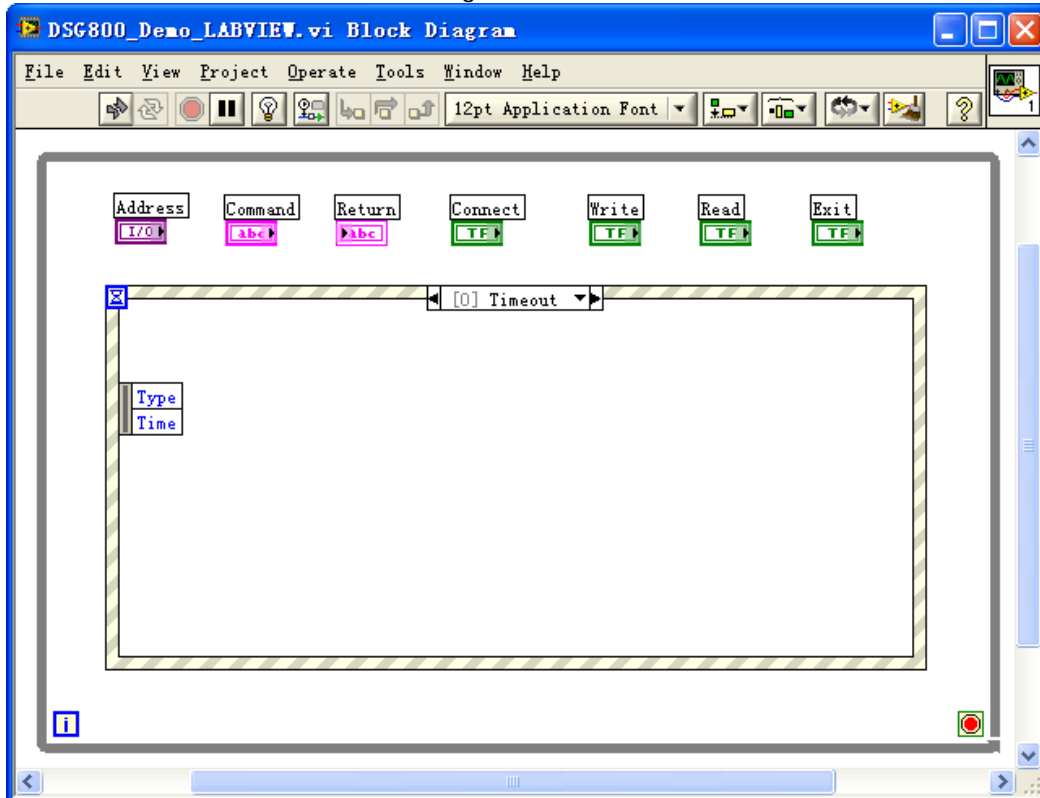 DSG800_Demo_LABVIEW.vi Block Diagram
File Edit View Project Operate Tools Window Help
12pt Application Font
?
1
Address Command Return Connect Write Read Exit
I/O abc abc TF TF TF TF
[0] Timeout
Type
Time
i